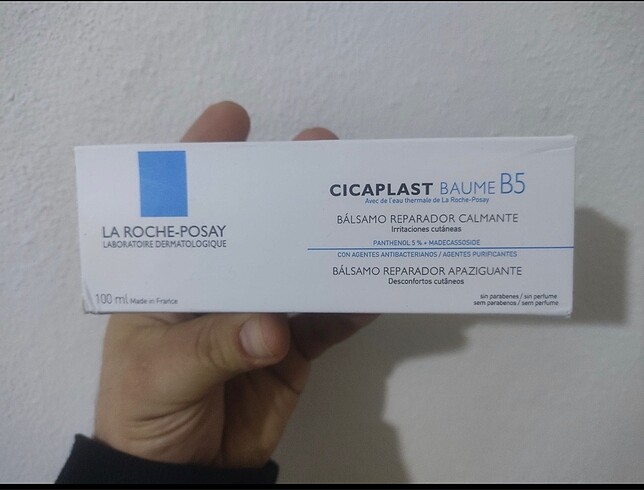 LA ROCHE-POSAY
LABORATOIRE DERMATOLOGIQUE
100 ml Made in France
CICAPLAST BAUME B5
Avec de l'eau thermale de La Roche-Posay
BÁLSAMO REPARADOR CALMANTE
Irritaciones cutáneas
PANTHENOL 5% + MADECASSOSIDE
CON AGENTES ANTIBACTERIANOS / AGENTES PURIFICANTES
BÁLSAMO REPARADOR APAZIGUANTE
Desconfortos cutâneos
sin parabenes / sin perfume
sem parabenos / sem perfume